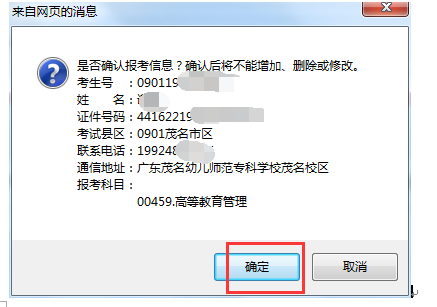 来自网页的消息
是否确认报考信息？确认后将不能增加、删除或修改。
考生号 ：090119
姓 名 ：
证件号码：44162219
考试县区：0901茂名市区
联系电话：199248
通信地址：广东茂名幼儿师范专科学校茂名校区
报考科目：
00459.高等教育管理
确定
取消